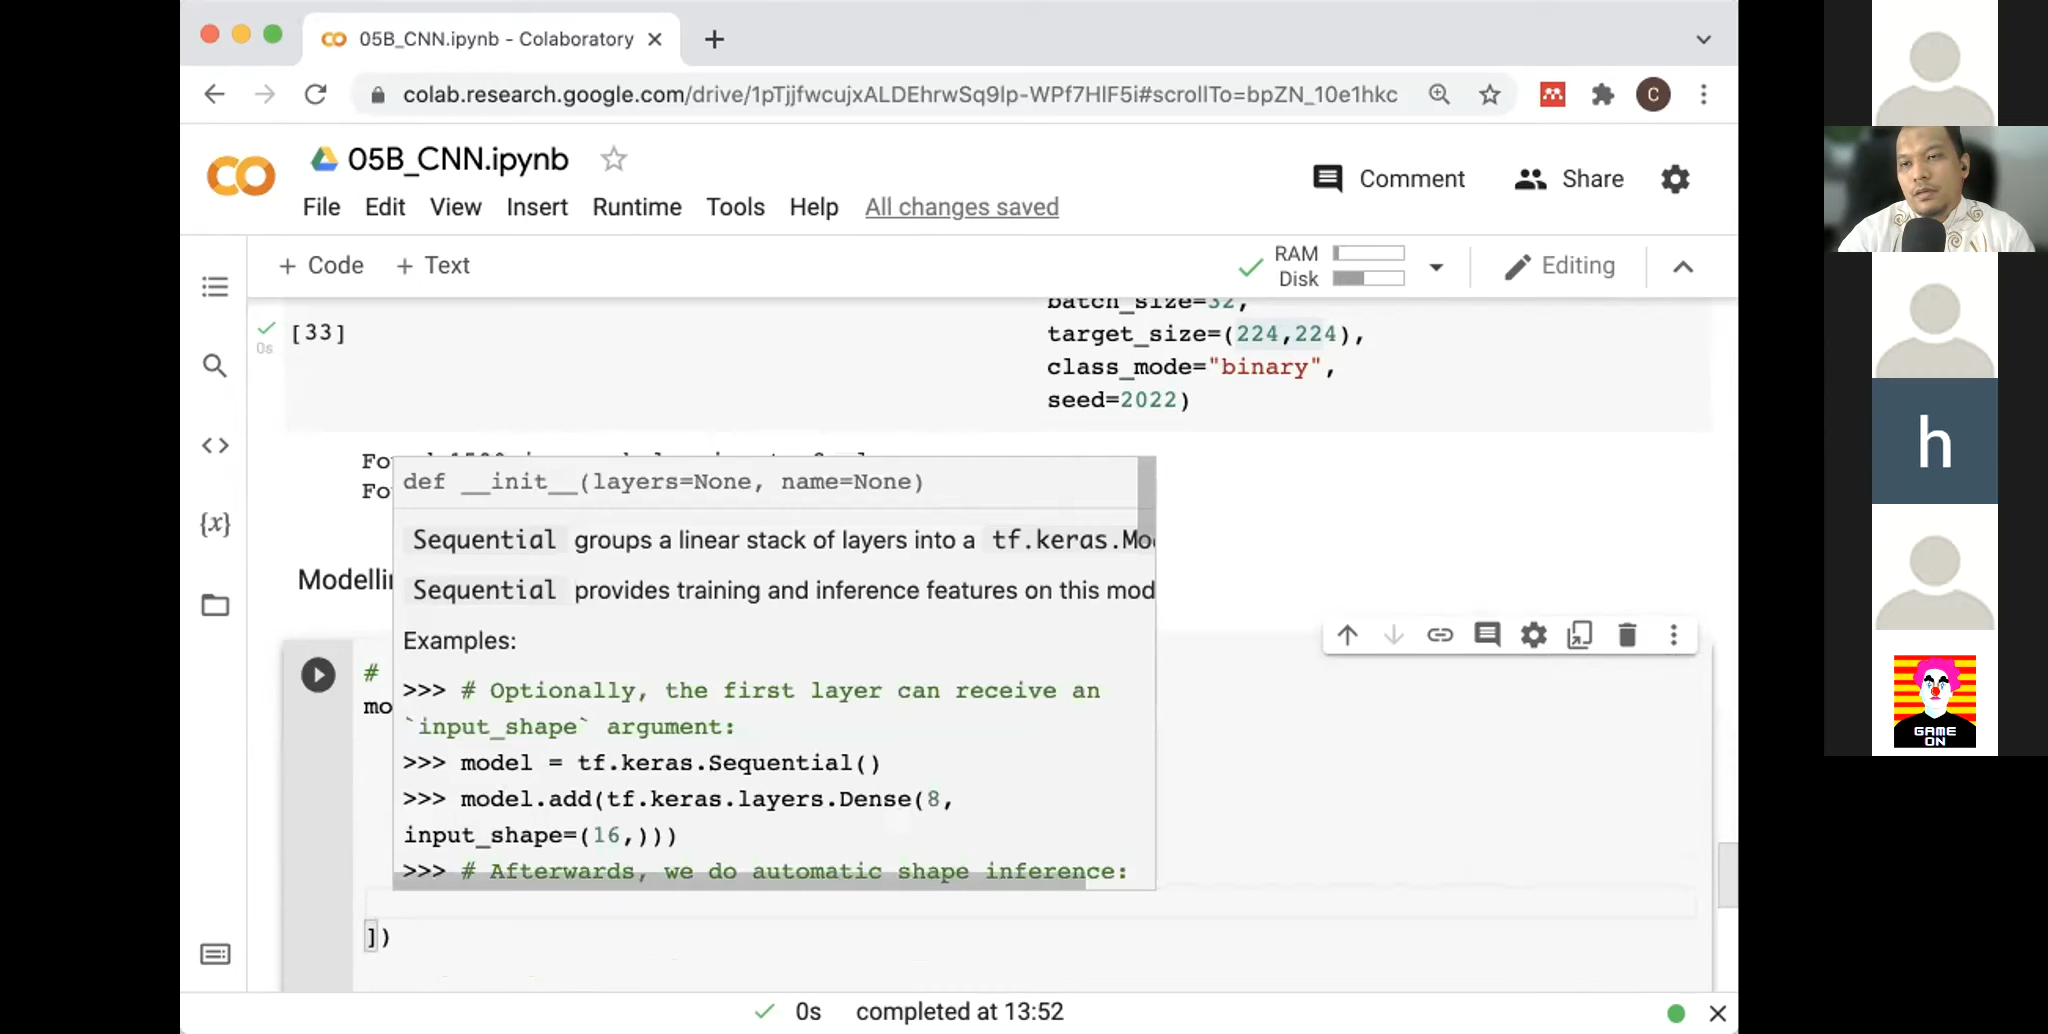 05B_CNN.ipynb - Colaboratory
colab.research.google.com/drive/1pTjjfwcujxALDEhrwSq9lp-WPf7HlF5i#scrollTo=bpZN_10e1hkc
C
05B_CNN.ipynb
Comment
Share
File Edit View Insert Runtime Tools Help All changes saved
+ Code + Text
RAM
Disk
Editing
batch_size=32,
[33]
target_size=(224,224),
0s
class_mode="binary",
seed=2022)
Fo
Fo
def __init__(layers=None, name=None)
Sequential groups a linear stack of layers into a tf.keras.Mo
Modelli
Sequential provides training and inference features on this mod
Examples:
#
>>> # Optionally, the first layer can receive an
mo
`input_shape` argument:
>>> model = tf.keras.Sequential()
>>> model.add(tf.keras.layers.Dense(8,
input_shape=(16,)))
>>> # Afterwards, we do automatic shape inference:
])
0s completed at 13:52
h
GAME
ON